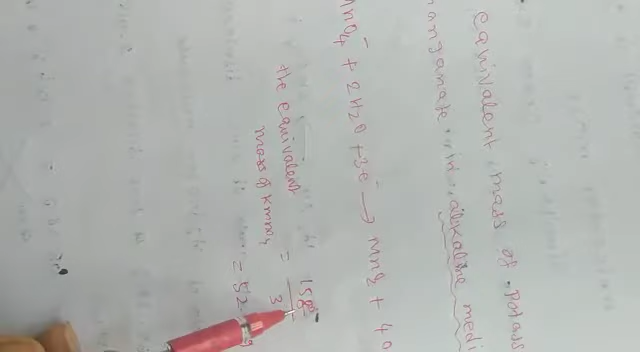 equivalent mass of Potass
anganate in alkaline medi
MnO4⁻ + 2H2O + 3e⁻ → MnO2 + 4O
the equivalent
mass of KMnO4 = 158 / 3
= 52